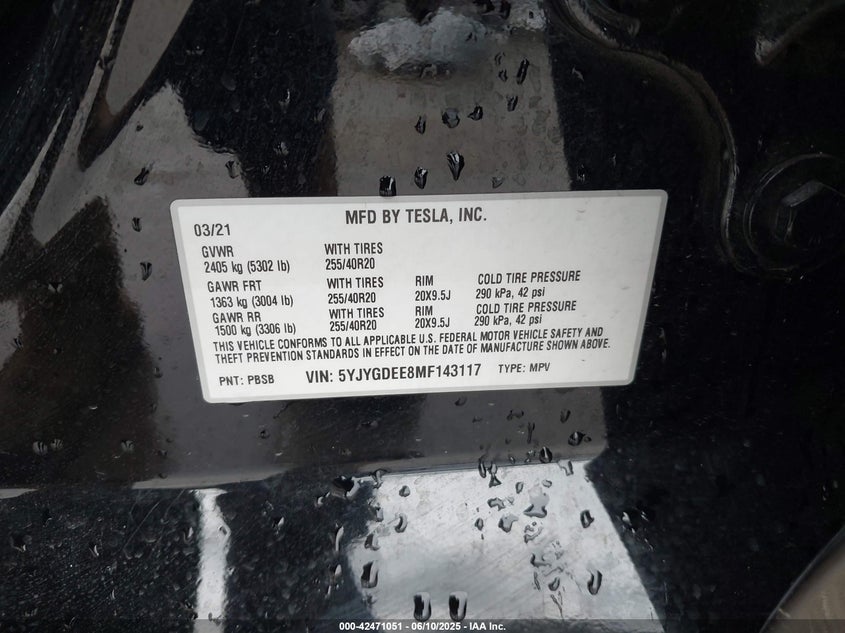 MFD BY TESLA, INC.
03/21
GVWR WITH TIRES
2405 kg (5302 lb) 255/40R20
GAWR FRT WITH TIRES RIM COLD TIRE PRESSURE
1363 kg (3004 lb) 255/40R20 20X9.5J 290 kPa, 42 psi
GAWR RR WITH TIRES RIM COLD TIRE PRESSURE
1500 kg (3306 lb) 255/40R20 20X9.5J 290 kPa, 42 psi
THIS VEHICLE CONFORMS TO ALL APPLICABLE U.S. FEDERAL MOTOR VEHICLE SAFETY AND
THEFT PREVENTION STANDARDS IN EFFECT ON THE DATE OF MANUFACTURE SHOWN ABOVE.
PNT: PBSB VIN: 5YJYGDEE8MF143117 TYPE: MPV
000-42471051 - 06/10/2025 - IAA Inc.